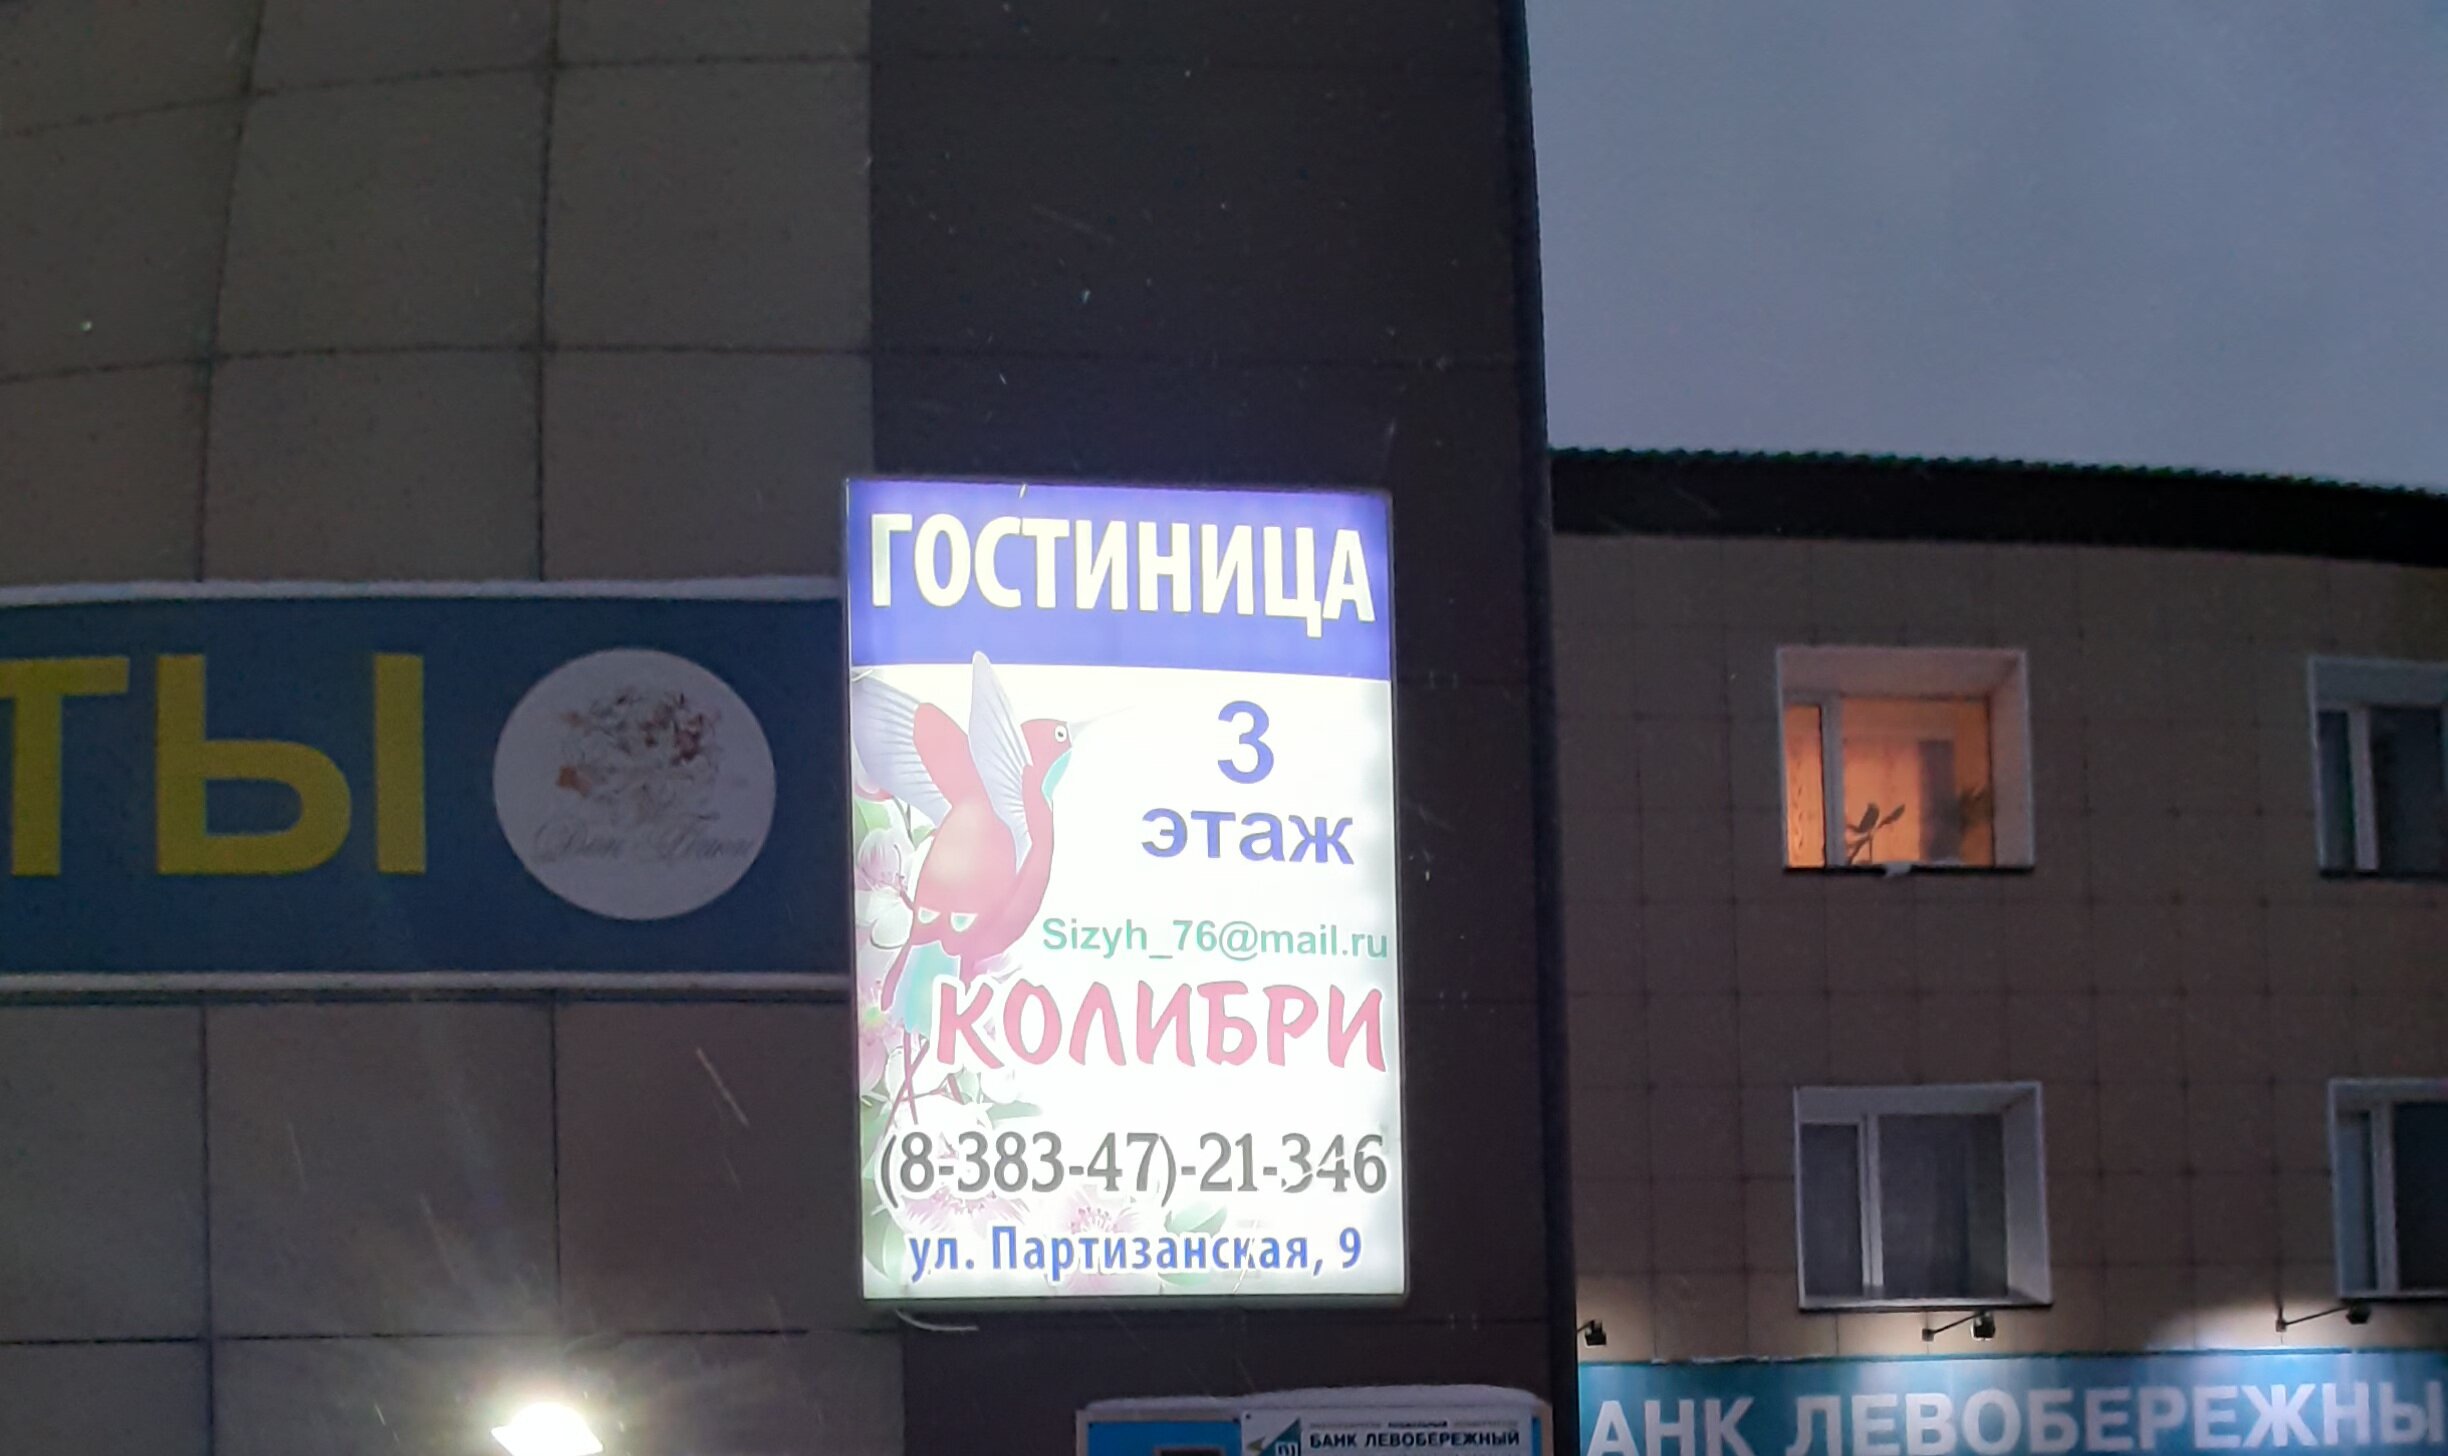 ГОСТИНИЦА
3
этаж
Sizyh_76@mail.ru
КОЛИБРИ
(8-383-47)-21-346
ул. Партизанская, 9
ТЫ
БАНК ЛЕВОБЕРЕЖНЫЙ
АНК ЛЕВОБЕРЕЖНЫ